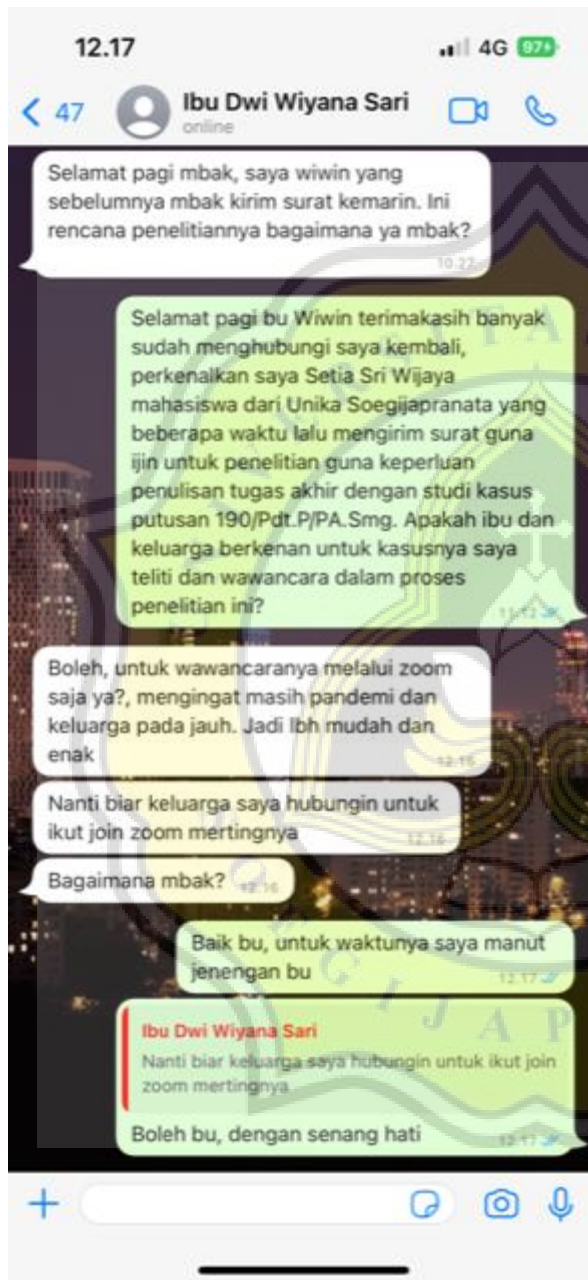 12.17
4G 97
47
Ibu Dwi Wiyana Sari
online
Selamat pagi mbak, saya wiwin yang
sebelumnya mbak kirim surat kemarin. Ini
rencana penelitiannya bagaimana ya mbak?
10.27
Selamat pagi bu Wiwin terimakasih banyak
sudah menghubungi saya kembali,
perkenalkan saya Setia Sri Wijaya
mahasiswa dari Unika Soegijapranata yang
beberapa waktu lalu mengirim surat guna
ijin untuk penelitian guna keperluan
penulisan tugas akhir dengan studi kasus
putusan 190/Pdt.P/PA.Smg. Apakah ibu dan
keluarga berkenan untuk kasusnya saya
teliti dan wawancara dalam proses
penelitian ini?
11.12
Boleh, untuk wawancaranya melalui zoom
saja ya?, mengingat masih pandemi dan
keluarga pada jauh. Jadi lbh mudah dan
enak
12.16
Nanti biar keluarga saya hubungin untuk
ikut join zoom mertingnya
12.16
Bagaimana mbak?
12.16
Baik bu, untuk waktunya saya manut
jenengan bu
12.17
Ibu Dwi Wiyana Sari
Nanti biar keluarga saya hubungin untuk ikut join
zoom mertingnya
Boleh bu, dengan senang hati
12.17